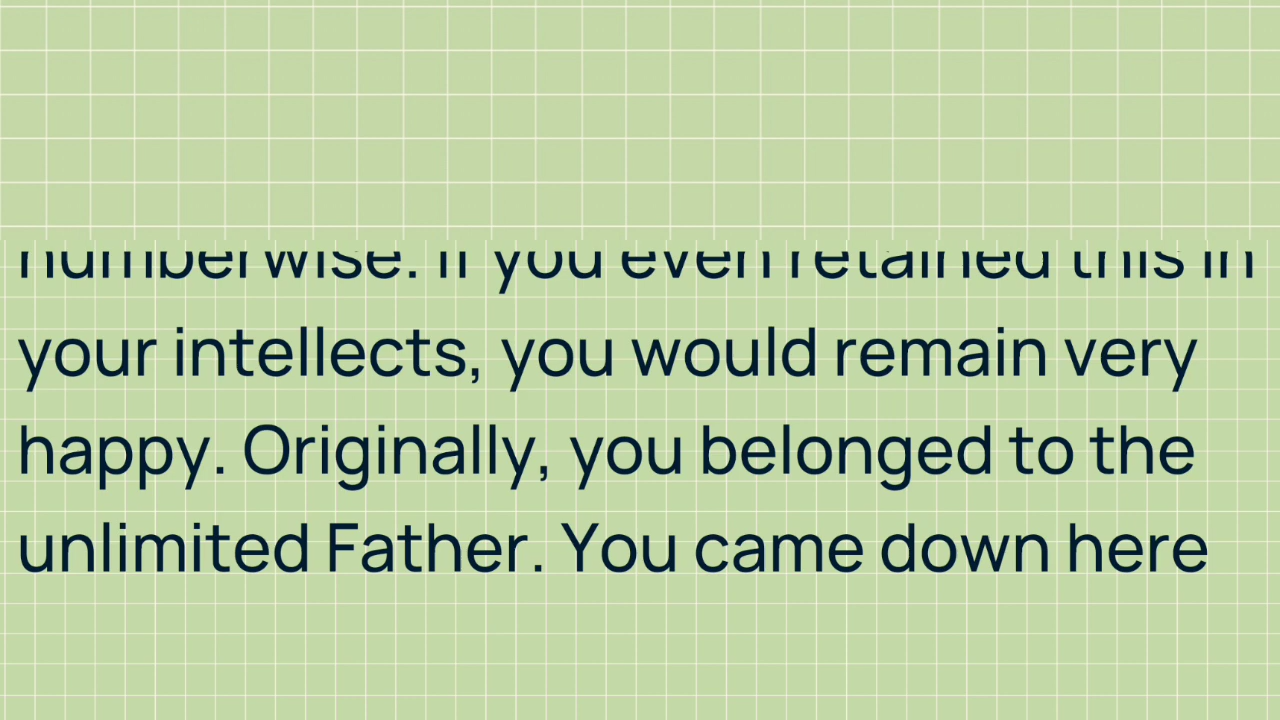 numberwise. If you even retained this in
your intellects, you would remain very
happy. Originally, you belonged to the
unlimited Father. You came down here